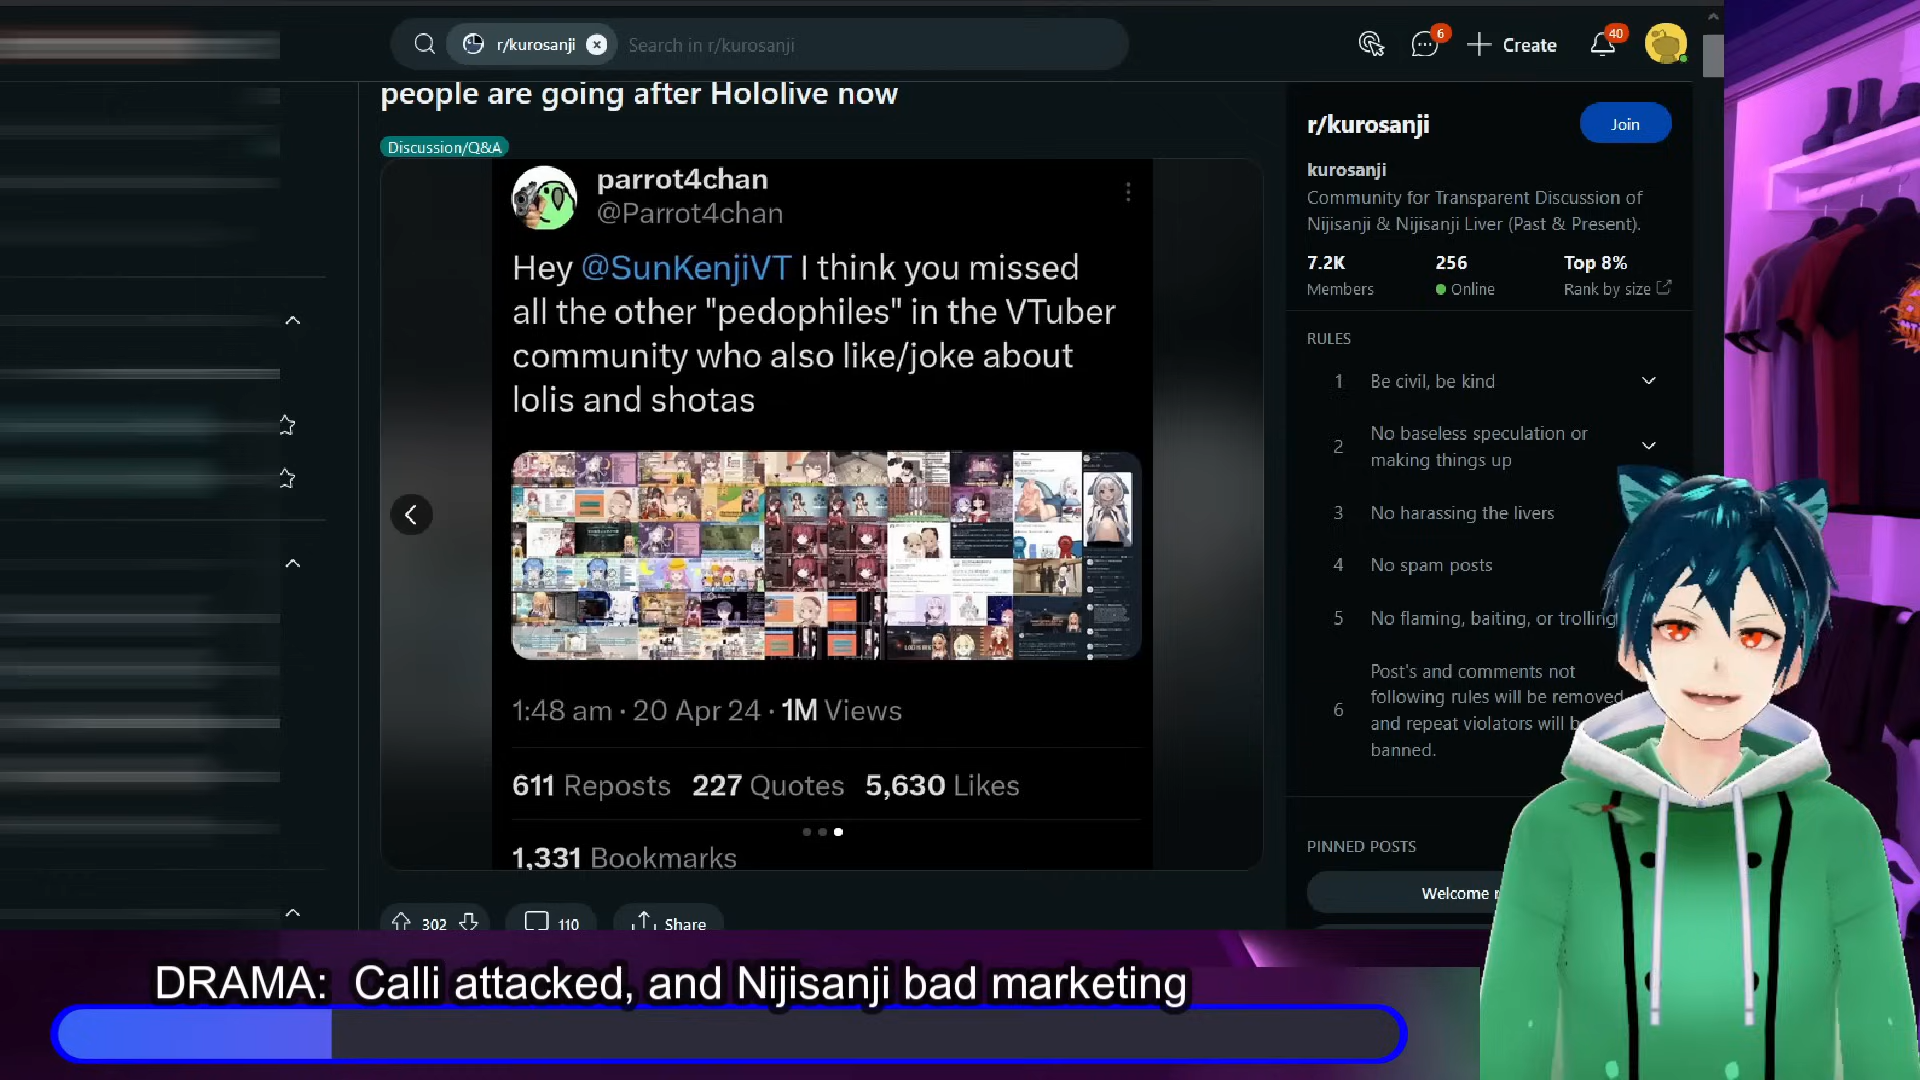 r/kurosanji
Search in r/kurosanji
6
Create
40
people are going after Hololive now
Discussion/Q&A
parrot4chan
@Parrot4chan
Hey @SunKenjiVT I think you missed
all the other "pedophiles" in the VTuber
community who also like/joke about
lolis and shotas
1:48 am · 20 Apr 24 · 1M Views
611 Reposts 227 Quotes 5,630 Likes
1,331 Bookmarks
302
110
Share
r/kurosanji
Join
kurosanji
Community for Transparent Discussion of
Nijisanji & Nijisanji Liver (Past & Present).
7.2K
256
Top 8%
Members
Online
Rank by size
RULES
1 Be civil, be kind
2 No baseless speculation or
making things up
3 No harassing the livers
4 No spam posts
5 No flaming, baiting, or trolling
6 Post's and comments not
following rules will be removed
and repeat violators will b
banned.
PINNED POSTS
Welcome
DRAMA: Calli attacked, and Nijisanji bad marketing